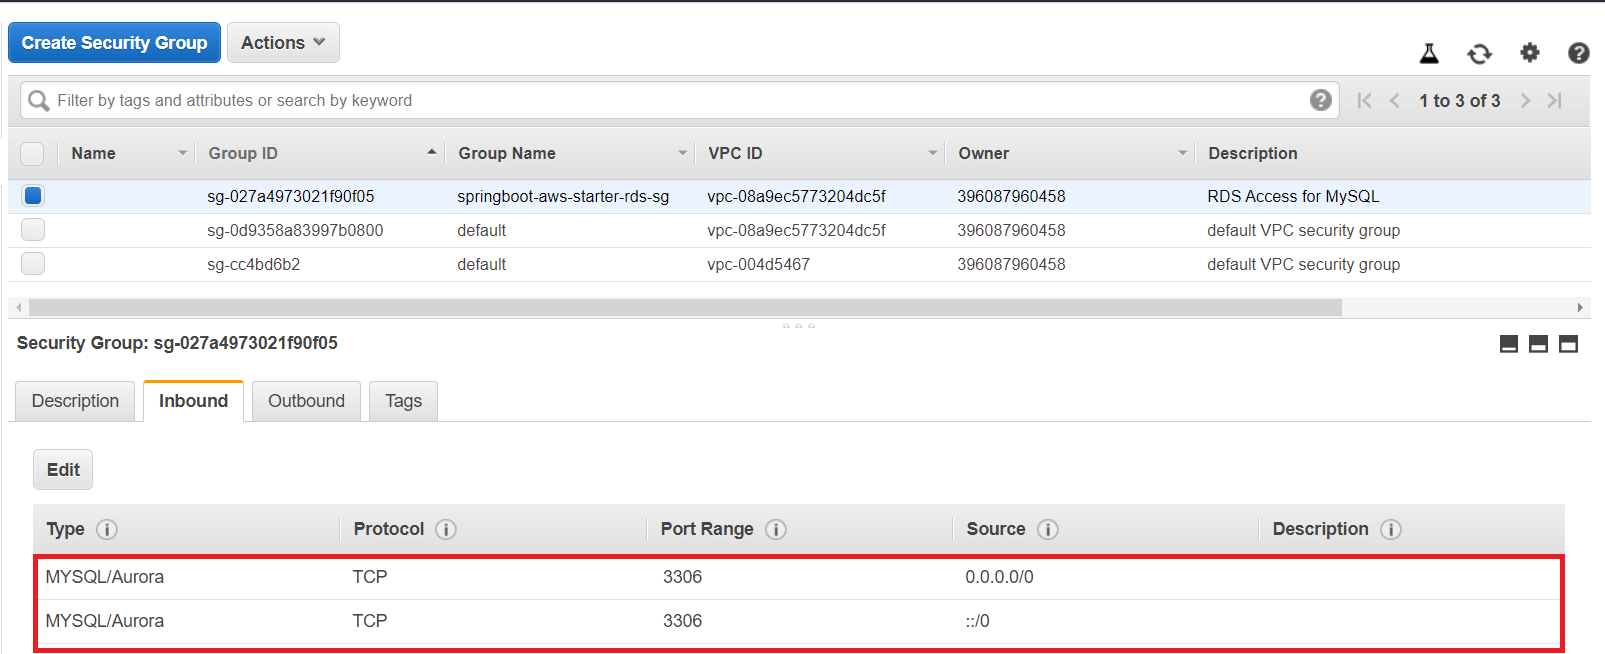 Create Security Group Actions
Filter by tags and attributes or search by keyword 1 to 3 of 3
Name Group ID Group Name VPC ID Owner Description
sg-027a4973021f90f05 springboot-aws-starter-rds-sg vpc-08a9ec5773204dc5f 396087960458 RDS Access for MySQL
sg-0d9358a83997b0800 default vpc-08a9ec5773204dc5f 396087960458 default VPC security group
sg-cc4bd6b2 default vpc-004d5467 396087960458 default VPC security group
Security Group: sg-027a4973021f90f05
Description Inbound Outbound Tags
Edit
Type Protocol Port Range Source Description
MYSQL/Aurora TCP 3306 0.0.0.0/0
MYSQL/Aurora TCP 3306 ::/0